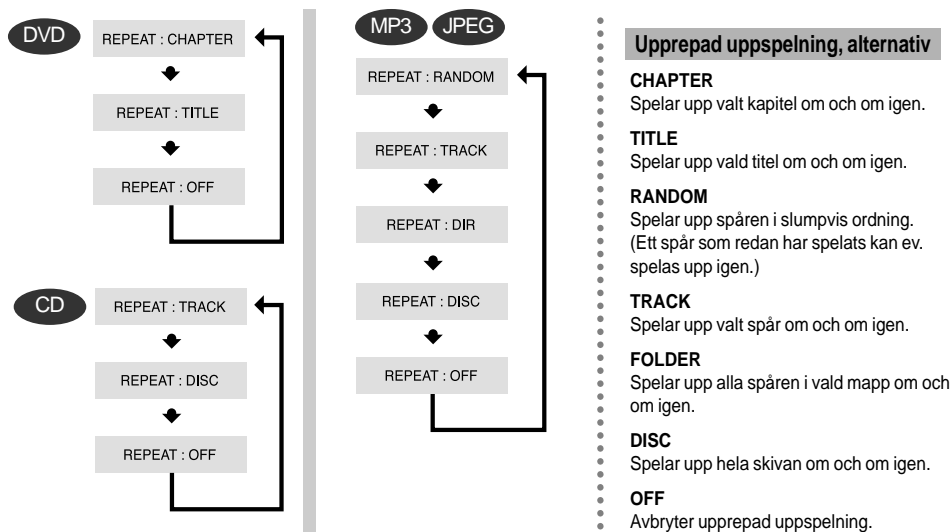 DVD
REPEAT : CHAPTER
REPEAT : TITLE
REPEAT : OFF
CD
REPEAT : TRACK
REPEAT : DISC
REPEAT : OFF
MP3 JPEG
REPEAT : RANDOM
REPEAT : TRACK
REPEAT : DIR
REPEAT : DISC
REPEAT : OFF
Upprepad uppspelning, alternativ
CHAPTER
Spelar upp valt kapitel om och om igen.
TITLE
Spelar upp vald titel om och om igen.
RANDOM
Spelar upp spåren i slumpvis ordning.
(Ett spår som redan har spelats kan ev.
spelas upp igen.)
TRACK
Spelar upp valt spår om och om igen.
FOLDER
Spelar upp alla spåren i vald mapp om och
om igen.
DISC
Spelar upp hela skivan om och om igen.
OFF
Avbryter upprepad uppspelning.